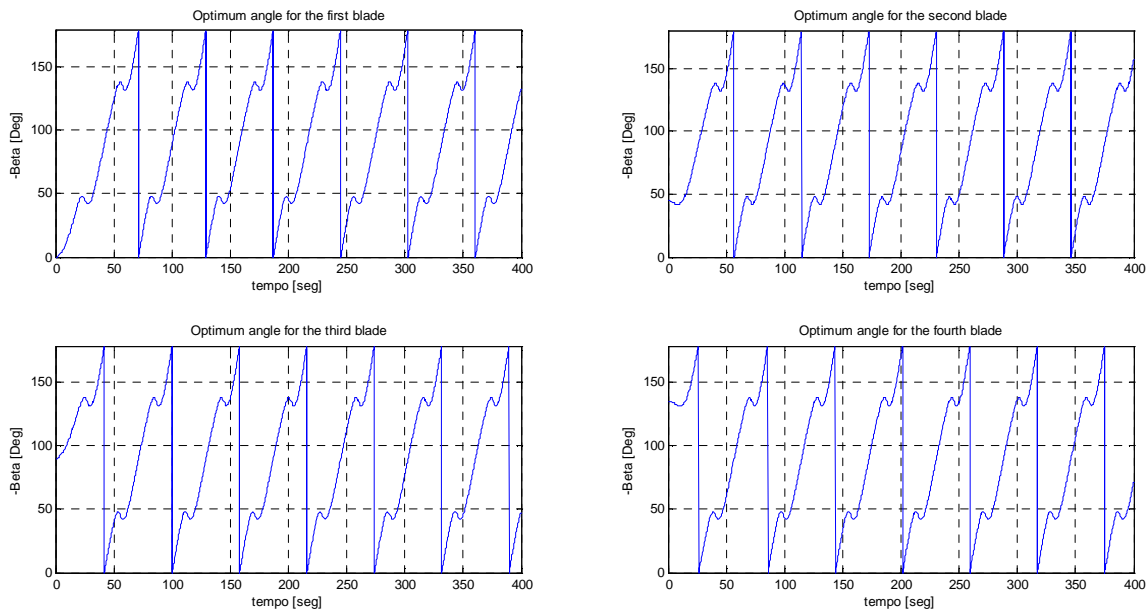 Optimum angle for the first blade
150
100
50
0
-Beta [Deg]
0 50 100 150 200 250 300 350 400
tempo [seg]
Optimum angle for the second blade
150
100
50
0
-Beta [Deg]
0 50 100 150 200 250 300 350 400
tempo [seg]
Optimum angle for the third blade
150
100
50
0
-Beta [Deg]
0 50 100 150 200 250 300 350 400
tempo [seg]
Optimum angle for the fourth blade
150
100
50
0
-Beta [Deg]
0 50 100 150 200 250 300 350 400
tempo [seg]